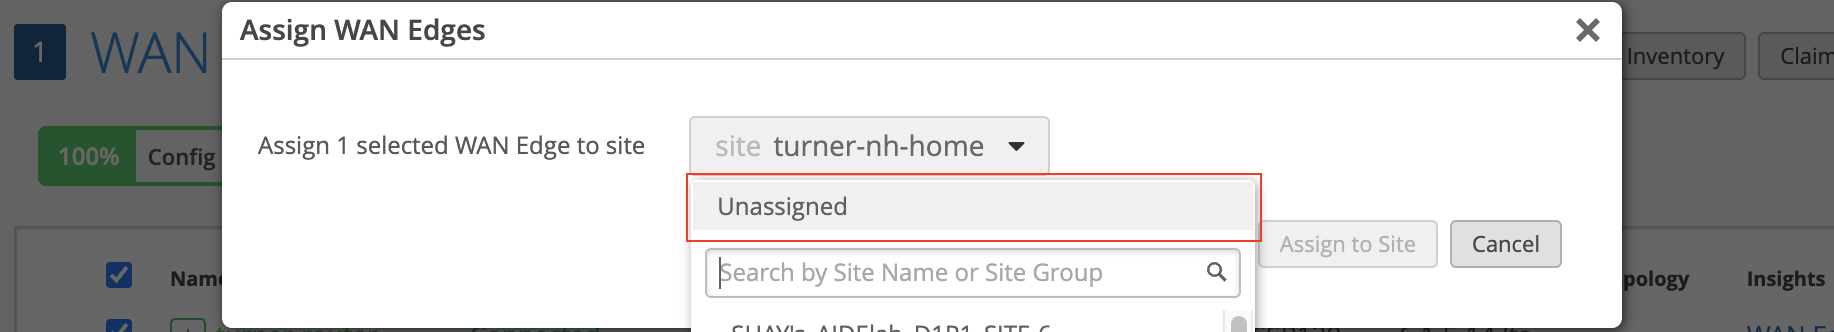 Assign WAN Edges
1 WAN
Inventory
Claim
Assign 1 selected WAN Edge to site
site turner-nh-home
100% Config
Unassigned
Assign to Site
Cancel
Search by Site Name or Site Group
Name
pology
Insights
Connected